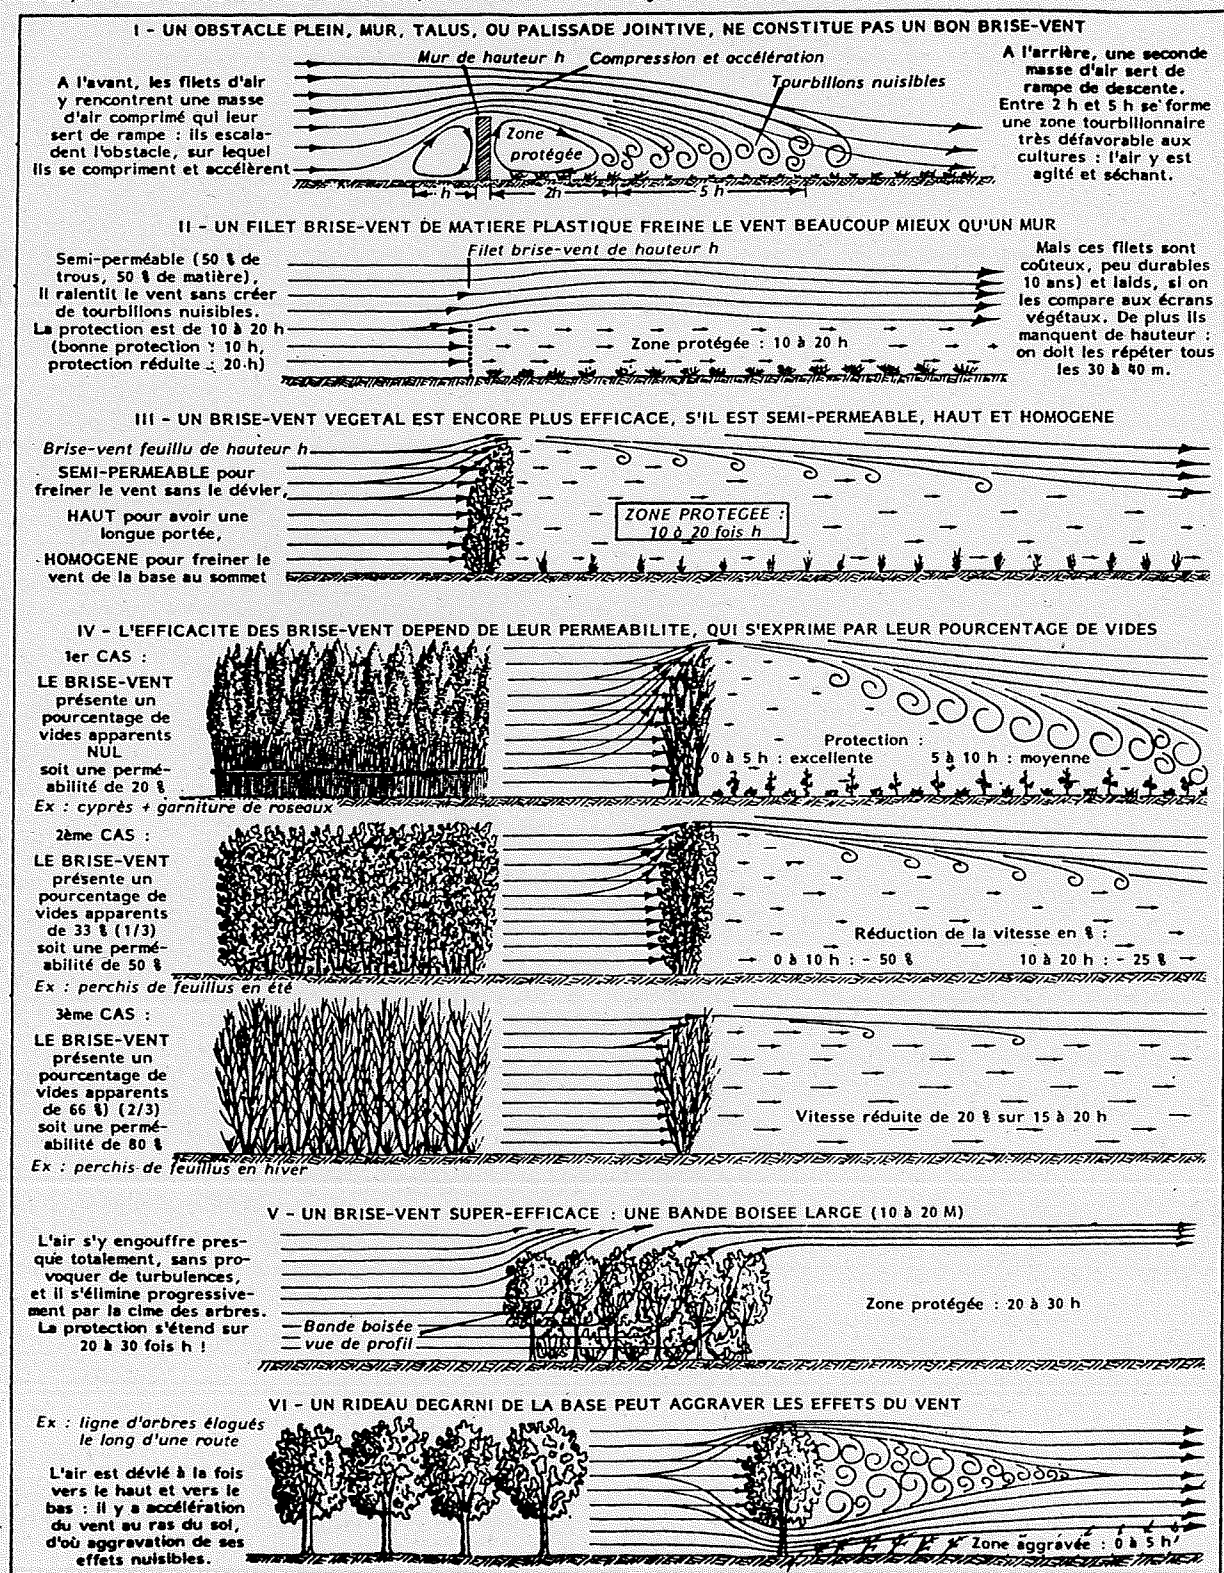 I - UN OBSTACLE PLEIN, MUR, TALUS, OU PALISSADE JOINTIVE, NE CONSTITUE PAS UN BON BRISE-VENT
A l'avant, les filets d'air
y rencontrent une masse
d'air comprimé qui leur
sert de rampe : ils escala-
dent l'obstacle, sur lequel
ils se compriment et accélèrent
Mur de hauteur h
Compression et accélération
Tourbillons nuisibles
Zone
protégée
h
2h
5 h
A l'arrière, une seconde
masse d'air sert de
rampe de descente.
Entre 2 h et 5 h se forme
une zone tourbillonnaire
très défavorable aux
cultures : l'air y est
agité et séchant.
II - UN FILET BRISE-VENT DE MATIERE PLASTIQUE FREINE LE VENT BEAUCOUP MIEUX QU'UN MUR
Semi-perméable (50 % de
trous, 50 % de matière),
il ralentit le vent sans créer
de tourbillons nuisibles.
La protection est de 10 à 20 h
(bonne protection : 10 h,
protection réduite : 20 h)
Filet brise-vent de hauteur h
Zone protégée : 10 à 20 h
Mais ces filets sont
coûteux, peu durables
10 ans) et laids, si on
les compare aux écrans
végétaux. De plus ils
manquent de hauteur :
on doit les répéter tous
les 30 à 40 m.
III - UN BRISE-VENT VEGETAL EST ENCORE PLUS EFFICACE, S'IL EST SEMI-PERMEABLE, HAUT ET HOMOGENE
Brise-vent feuillu de hauteur h
SEMI-PERMEABLE pour
freiner le vent sans le dévier,
HAUT pour avoir une
longue portée,
HOMOGENE pour freiner le
vent de la base au sommet
ZONE PROTEGEE :
10 à 20 fois h
IV - L'EFFICACITE DES BRISE-VENT DEPEND DE LEUR PERMEABILITE, QUI S'EXPRIME PAR LEUR POURCENTAGE DE VIDES
1er CAS :
LE BRISE-VENT
présente un
pourcentage de
vides apparents
NUL
soit une permé-
abilité de 20 %
Ex : cyprès + garniture de roseaux
Protection :
0 à 5 h : excellente 5 à 10 h : moyenne
2ème CAS :
LE BRISE-VENT
présente un
pourcentage de
vides apparents
de 33 % (1/3)
soit une permé-
abilité de 50 %
Ex : perchis de feuillus en été
Réduction de la vitesse en % :
0 à 10 h : - 50 % 10 à 20 h : - 25 %
3ème CAS :
LE BRISE-VENT
présente un
pourcentage de
vides apparents
de 66 %) (2/3)
soit une permé-
abilité de 80 %
Ex : perchis de feuillus en hiver
Vitesse réduite de 20 % sur 15 à 20 h
V - UN BRISE-VENT SUPER-EFFICACE : UNE BANDE BOISEE LARGE (10 à 20 M)
L'air s'y engouffre pres-
que totalement, sans pro-
voquer de turbulences,
et il s'élimine progressive-
ment par la cime des arbres.
La protection s'étend sur
20 à 30 fois h !
Bande boisée
vue de profil
Zone protégée : 20 à 30 h
VI - UN RIDEAU DEGARNI DE LA BASE PEUT AGGRAVER LES EFFETS DU VENT
Ex : ligne d'arbres élagués
le long d'une route
L'air est dévié à la fois
vers le haut et vers le
bas : il y a accélération
du vent au ras du sol,
d'où aggravation de ses
effets nuisibles.
Zone aggravée : 0 à 5 h